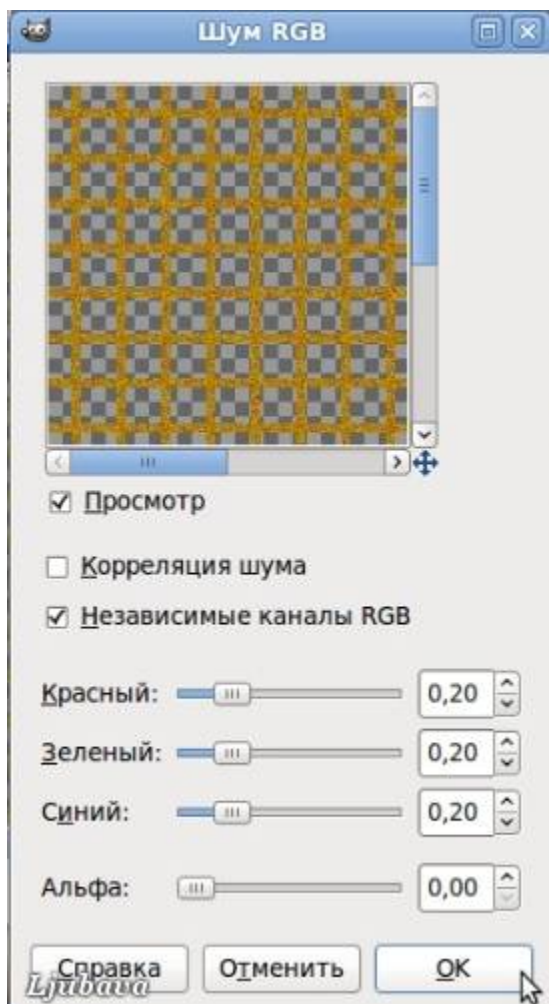 Шум RGB
Просмотр
Корреляция шума
Независимые каналы RGB
Красный: 0,20
Зеленый: 0,20
Синий: 0,20
Альфа: 0,00
Справка Отменить OK
Ljubava